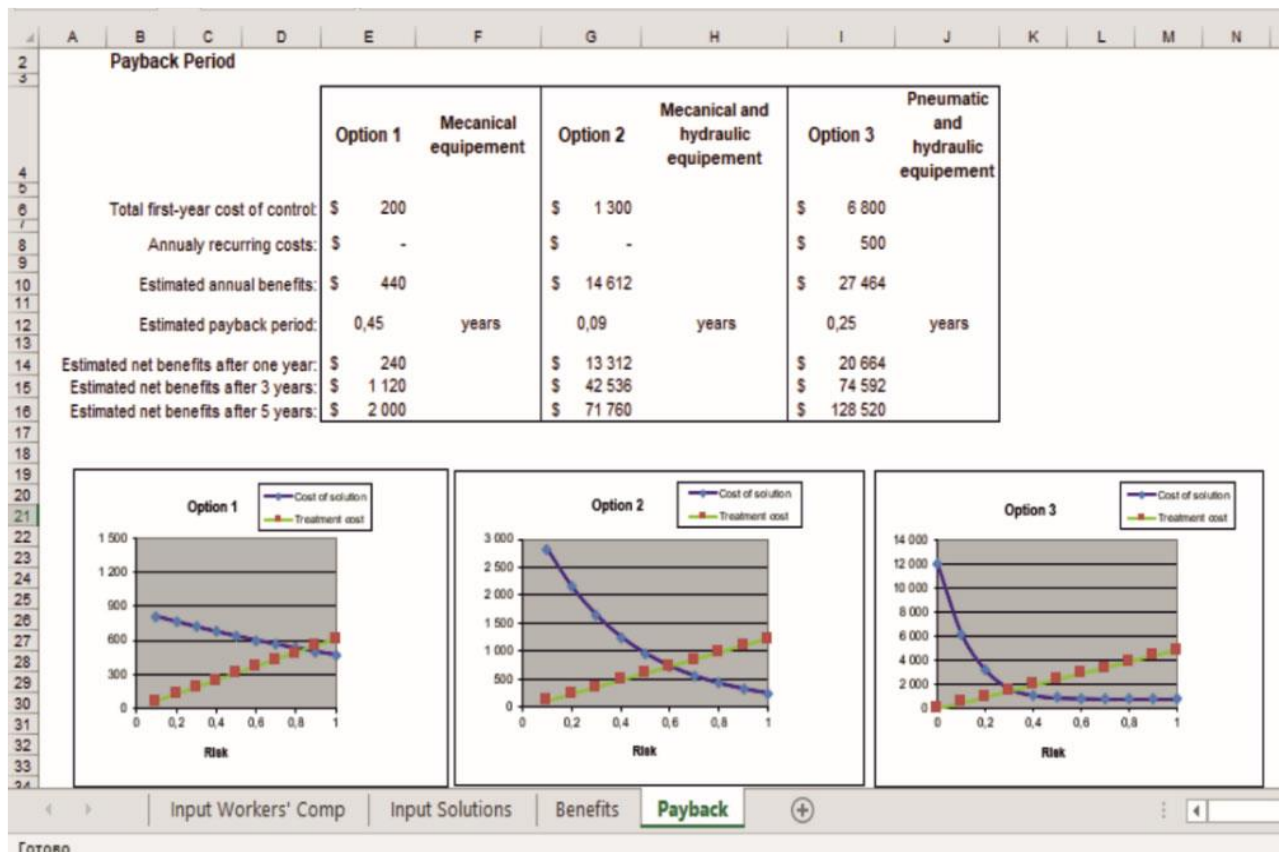 A B C D E F G H I J K L M N
2 Payback Period
3
4 Option 1 Mecanical equipement Option 2 Mecanical and hydraulic equipement Option 3 Pneumatic and hydraulic equipement
5
6 Total first-year cost of control: $ 200 $ 1 300 $ 6 800
7
8 Annualy recurring costs: $ - $ - $ 500
9
10 Estimated annual benefits: $ 440 $ 14 612 $ 27 464
11
12 Estimated payback period: 0,45 years 0,09 years 0,25 years
13
14 Estimated net benefits after one year: $ 240 $ 13 312 $ 20 664
15 Estimated net benefits after 3 years: $ 1 120 $ 42 536 $ 74 592
16 Estimated net benefits after 5 years: $ 2 000 $ 71 760 $ 128 520
17
18
19
20
21
22
23
24
25
26
27
28
29
30
31
32
33
34
Option 1
Cost of solution
Treatment cost
1 500
1 200
900
600
300
0
0 0,2 0,4 0,6 0,8 1
Risk
Option 2
Cost of solution
Treatment cost
3 000
2 500
2 000
1 500
1 000
500
0
0 0,2 0,4 0,6 0,8 1
Risk
Option 3
Cost of solution
Treatment cost
14 000
12 000
10 000
8 000
6 000
4 000
2 000
0
0 0,2 0,4 0,6 0,8 1
Risk
Input Workers' Comp Input Solutions Benefits Payback
Готово